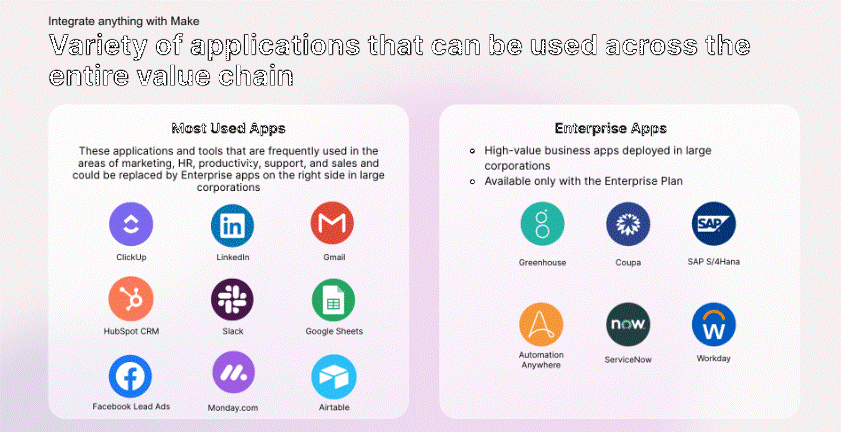 Integrate anything with Make
Variety of applications that can be used across the
entire value chain
Most Used Apps
These applications and tools that are frequently used in the
areas of marketing, HR, productivity, support, and sales and
could be replaced by Enterprise apps on the right side in large
corporations
ClickUp
in
LinkedIn
Gmail
HubSpot CRM
Slack
Google Sheets
Facebook Lead Ads
Monday.com
Airtable
Enterprise Apps
High-value business apps deployed in large
corporations
Available only with the Enterprise Plan
Greenhouse
Coupa
SAP
SAP S/4Hana
Automation
Anywhere
now
ServiceNow
Workday